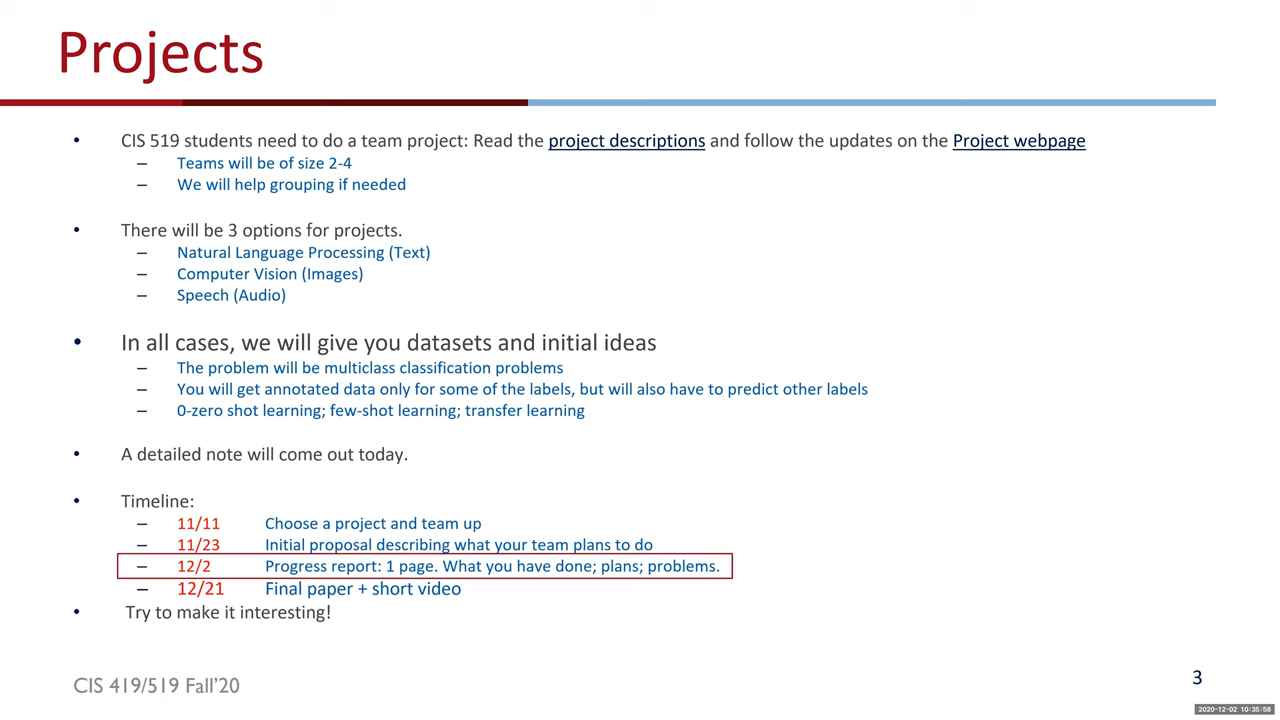 Projects
• CIS 519 students need to do a team project: Read the project descriptions and follow the updates on the Project webpage
– Teams will be of size 2-4
– We will help grouping if needed
• There will be 3 options for projects.
– Natural Language Processing (Text)
– Computer Vision (Images)
– Speech (Audio)
• In all cases, we will give you datasets and initial ideas
– The problem will be multiclass classification problems
– You will get annotated data only for some of the labels, but will also have to predict other labels
– 0-zero shot learning; few-shot learning; transfer learning
• A detailed note will come out today.
• Timeline:
– 11/11 Choose a project and team up
– 11/23 Initial proposal describing what your team plans to do
– 12/2 Progress report: 1 page. What you have done; plans; problems.
– 12/21 Final paper + short video
• Try to make it interesting!
CIS 419/519 Fall’20
3
2020-12-02 10:35:58